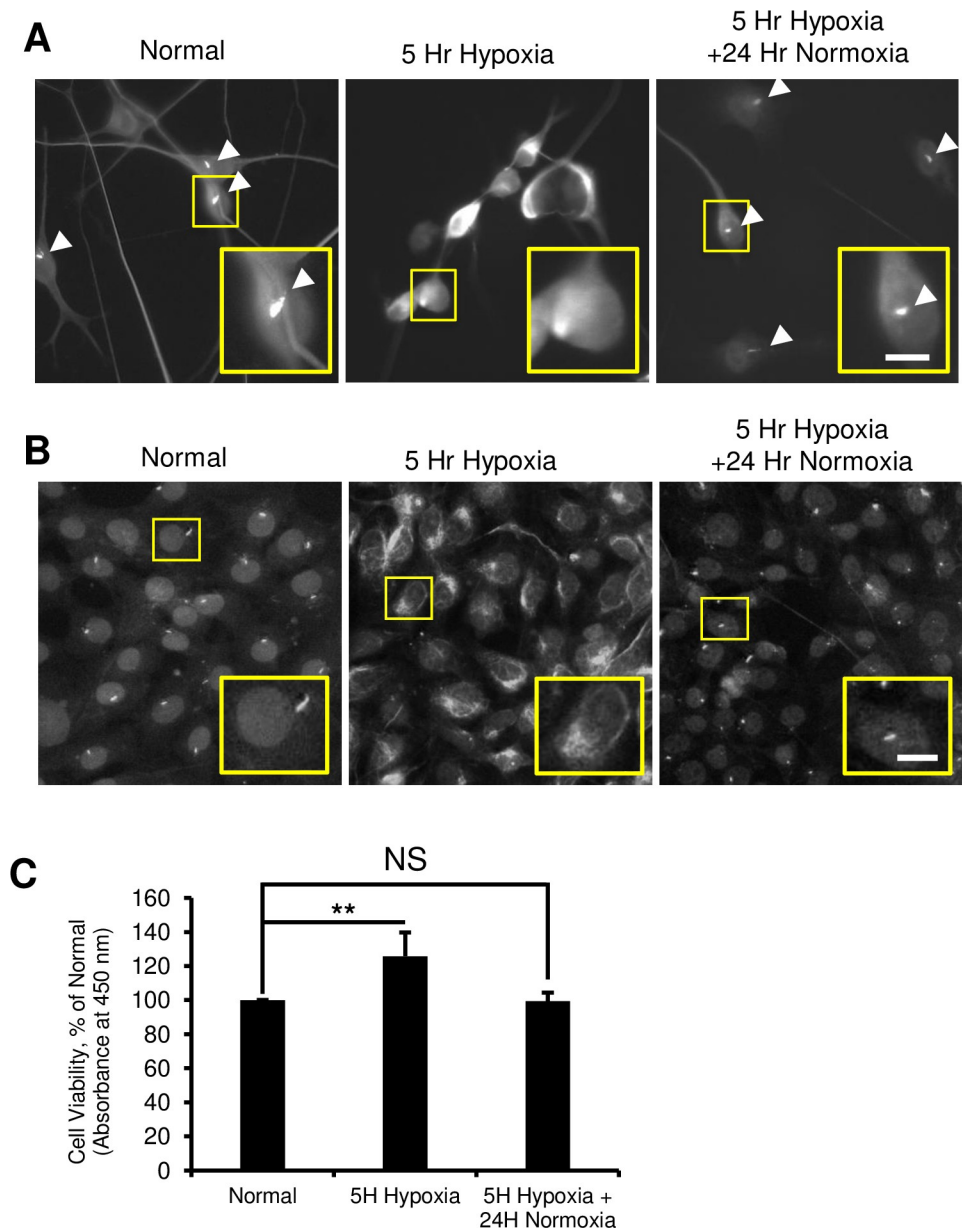 A
Normal
5 Hr Hypoxia
5 Hr Hypoxia
+24 Hr Normoxia
B
Normal
5 Hr Hypoxia
5 Hr Hypoxia
+24 Hr Normoxia
C
NS
**
Cell Viability, % of Normal
(Absorbance at 450 nm)
160
140
120
100
80
60
40
20
0
Normal
5H Hypoxia
5H Hypoxia +
24H Normoxia